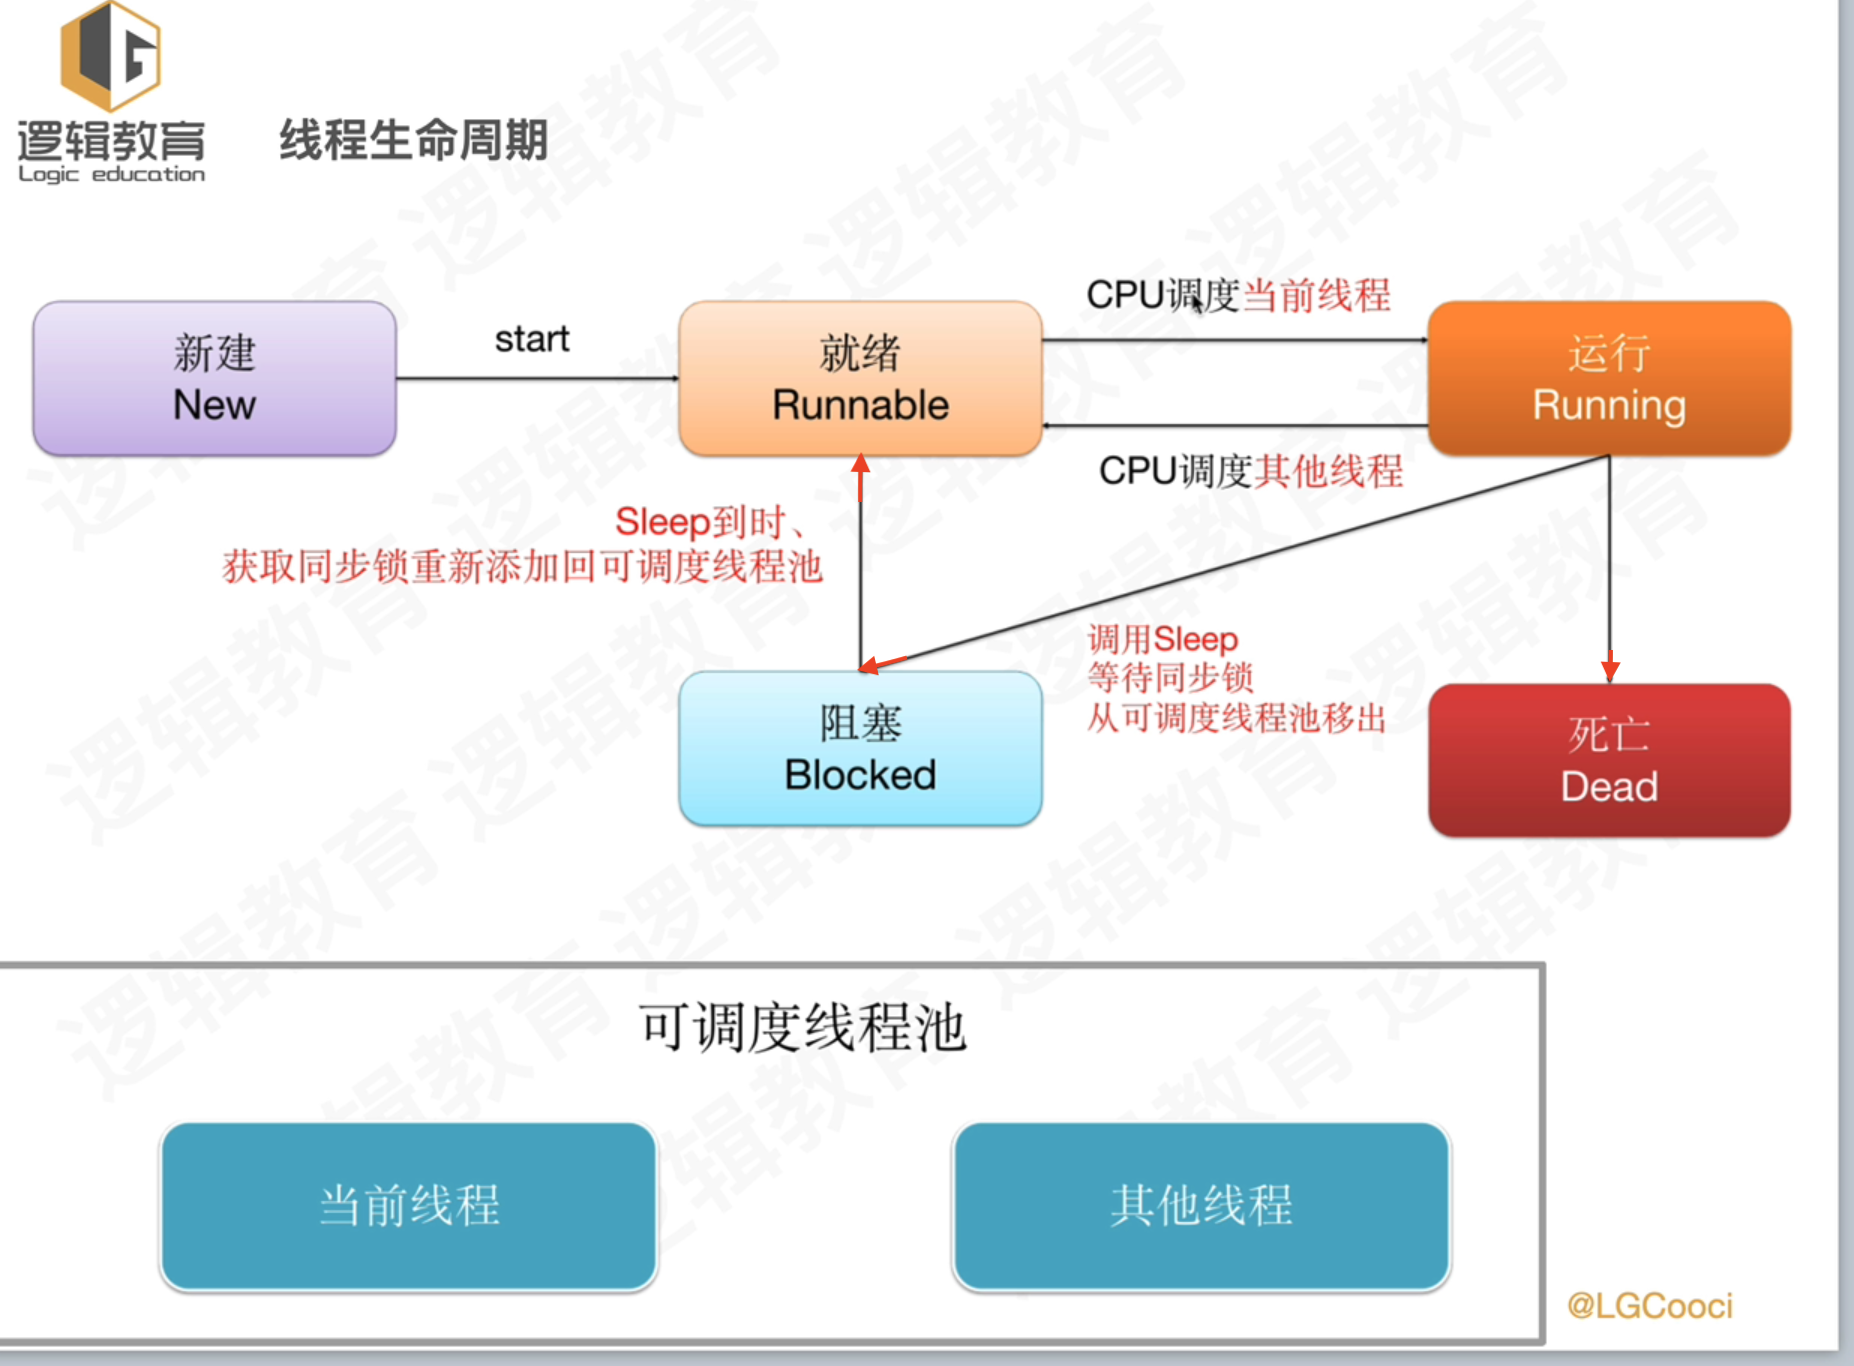 逻辑教育
Logic education
线程生命周期
新建
New
start
就绪
Runnable
CPU调度当前线程
运行
Running
CPU调度其他线程
Sleep到时、
获取同步锁重新添加回可调度线程池
调用Sleep
等待同步锁
从可调度线程池移出
阻塞
Blocked
死亡
Dead
可调度线程池
当前线程
其他线程
@LGCooci